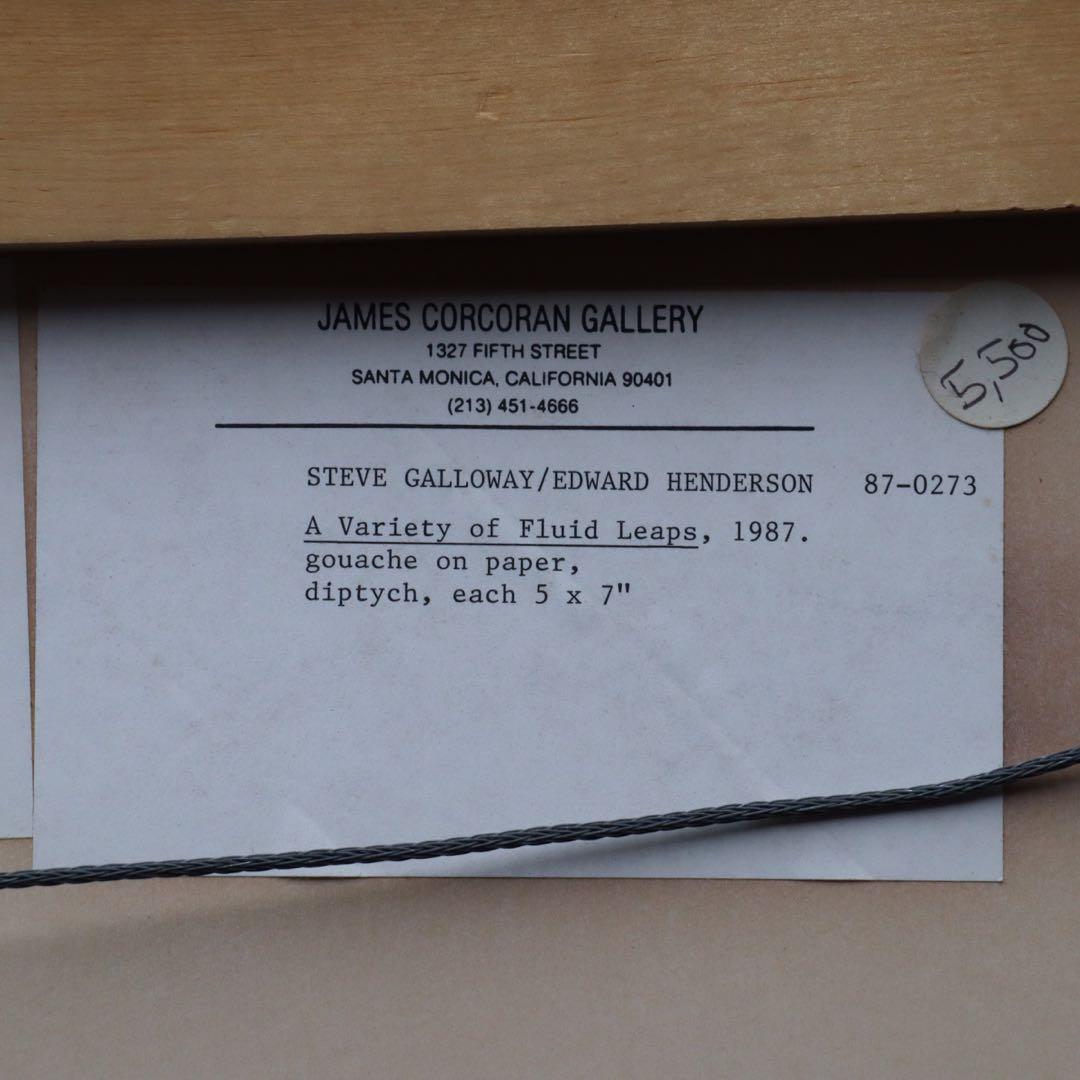 JAMES CORCORAN GALLERY
1327 FIFTH STREET
SANTA MONICA, CALIFORNIA 90401
(213) 451-4666
5,500
STEVE GALLOWAY/EDWARD HENDERSON 87-0273
A Variety of Fluid Leaps, 1987.
gouache on paper,
diptych, each 5 x 7"